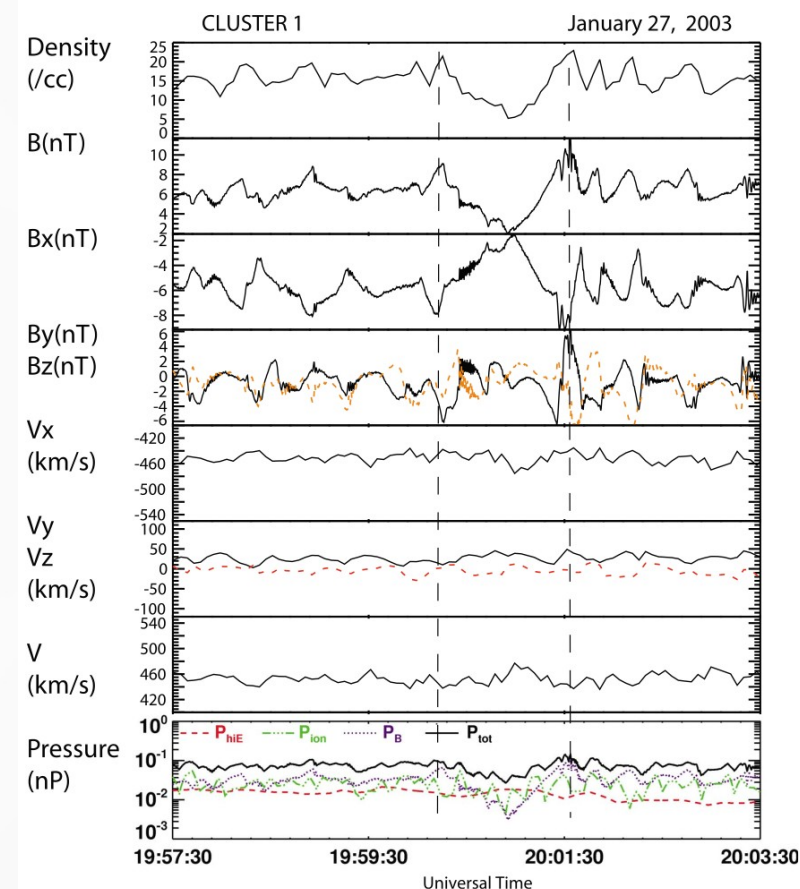 CLUSTER 1 January 27, 2003
Density
(/cc)
25
20
15
10
5
0
B(nT)
10
8
6
4
2
Bx(nT)
-2
-4
-6
-8
By(nT)
Bz(nT)
6
4
2
0
-2
-4
-6
Vx
(km/s)
-420
-460
-500
-540
Vy
Vz
(km/s)
100
50
0
-50
-100
V
(km/s)
540
500
460
420
Pressure
(nP)
10⁰
10⁻¹
10⁻²
10⁻³
PhiE Pion PB Ptot
19:57:30 19:59:30 20:01:30 20:03:30
Universal Time